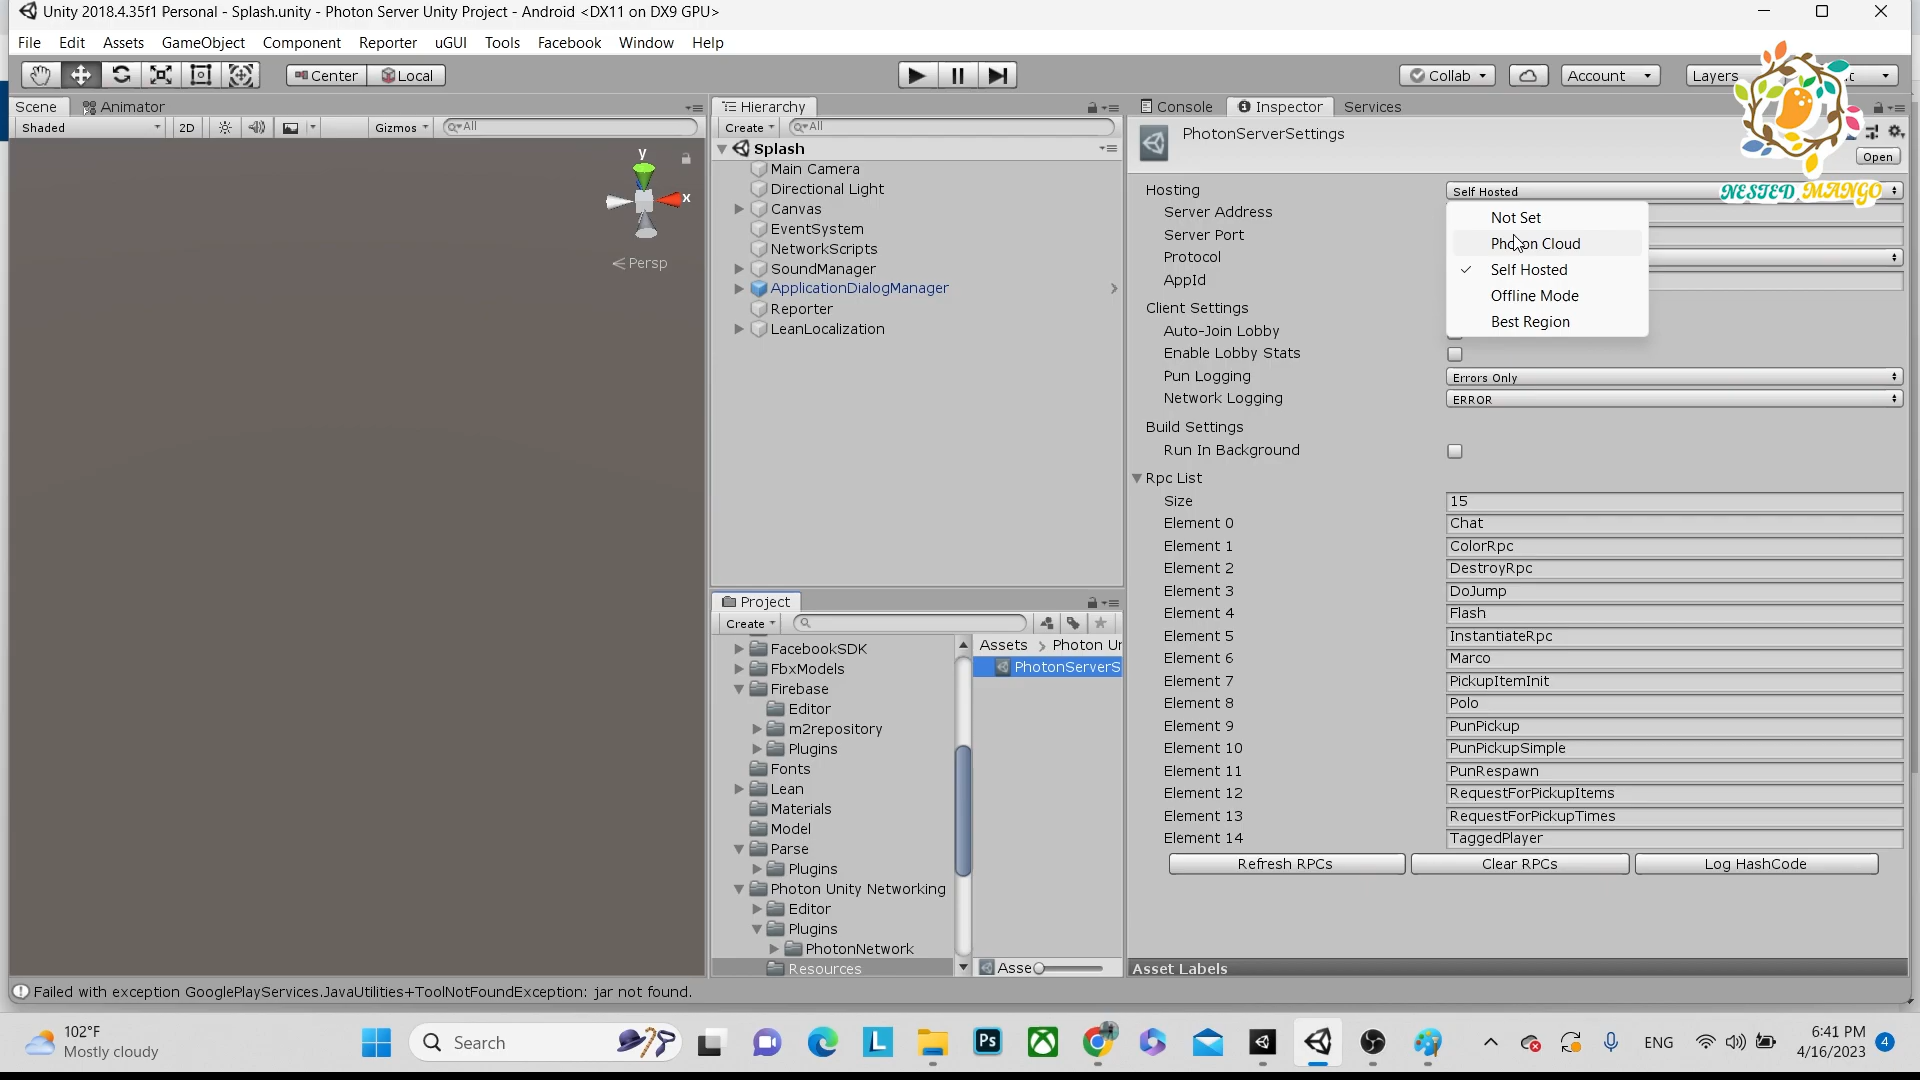 Unity 2018.4.35f1 Personal - Splash.unity - Photon Server Unity Project - Android <DX11 on DX9 GPU>
File Edit Assets GameObject Component Reporter uGUI Tools Facebook Window Help
Center Local Collab Account Layers
Scene Animator Hierarchy Console Inspector Services
Shaded 2D Gizmos All Create All
PhotonServerSettings
Open
NESTED MANGO
Splash
Main Camera
Directional Light
Canvas
EventSystem
NetworkScripts
SoundManager
ApplicationDialogManager
Reporter
LeanLocalization
y
x
Persp
Hosting Self Hosted
Server Address
Server Port
Protocol
AppId
Not Set
Photon Cloud
Self Hosted
Offline Mode
Best Region
Client Settings
Auto-Join Lobby
Enable Lobby Stats
Pun Logging Errors Only
Network Logging ERROR
Build Settings
Run In Background
Rpc List
Size 15
Element 0 Chat
Element 1 ColorRpc
Element 2 DestroyRpc
Element 3 DoJump
Element 4 Flash
Element 5 InstantiateRpc
Element 6 Marco
Element 7 PickupItemInit
Element 8 Polo
Element 9 PunPickup
Element 10 PunPickupSimple
Element 11 PunRespawn
Element 12 RequestForPickupItems
Element 13 RequestForPickupTimes
Element 14 TaggedPlayer
Refresh RPCs Clear RPCs Log HashCode
Asset Labels
Project
Create
FacebookSDK
FbxModels
Firebase
Editor
m2repository
Plugins
Fonts
Lean
Materials
Model
Parse
Plugins
Photon Unity Networking
Editor
Plugins
PhotonNetwork
Resources
Assets > Photon Ur
PhotonServerS
Asse
Failed with exception GooglePlayServices.JavaUtilities+ToolNotFoundException: jar not found.
102°F
Mostly cloudy
Search
L
Ps
ENG
6:41 PM
4/16/2023
4